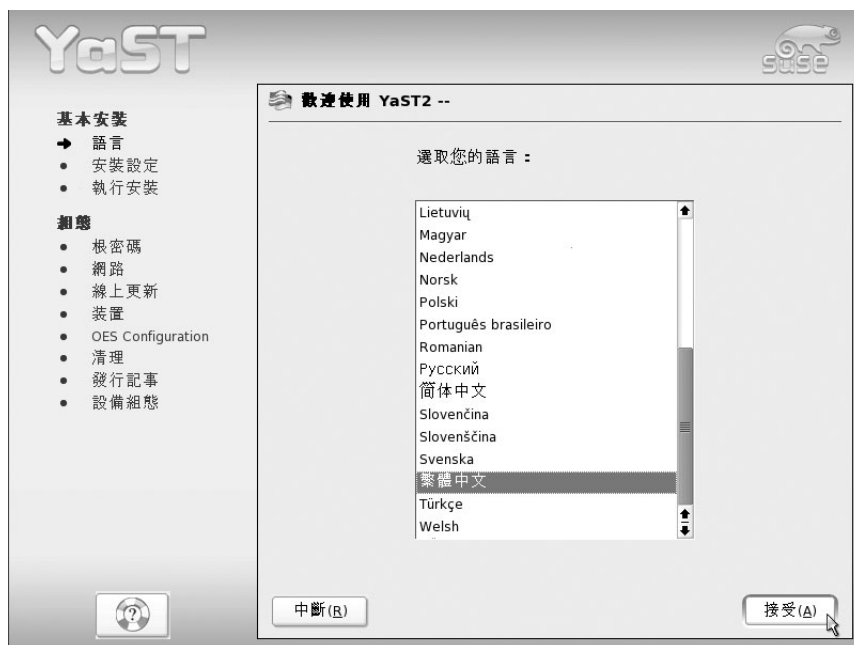 YaST
SUSE
基本安裝
語言
安裝設定
執行安裝
組態
根密碼
網路
線上更新
裝置
OES Configuration
清理
發行記事
設備組態
歡迎使用 YaST2 --
選取您的語言：
Lietuvių
Magyar
Nederlands
Norsk
Polski
Português brasileiro
Romanian
Русский
简体中文
Slovenčina
Slovenščina
Svenska
繁體中文
Türkçe
Welsh
中斷(R)
接受(A)